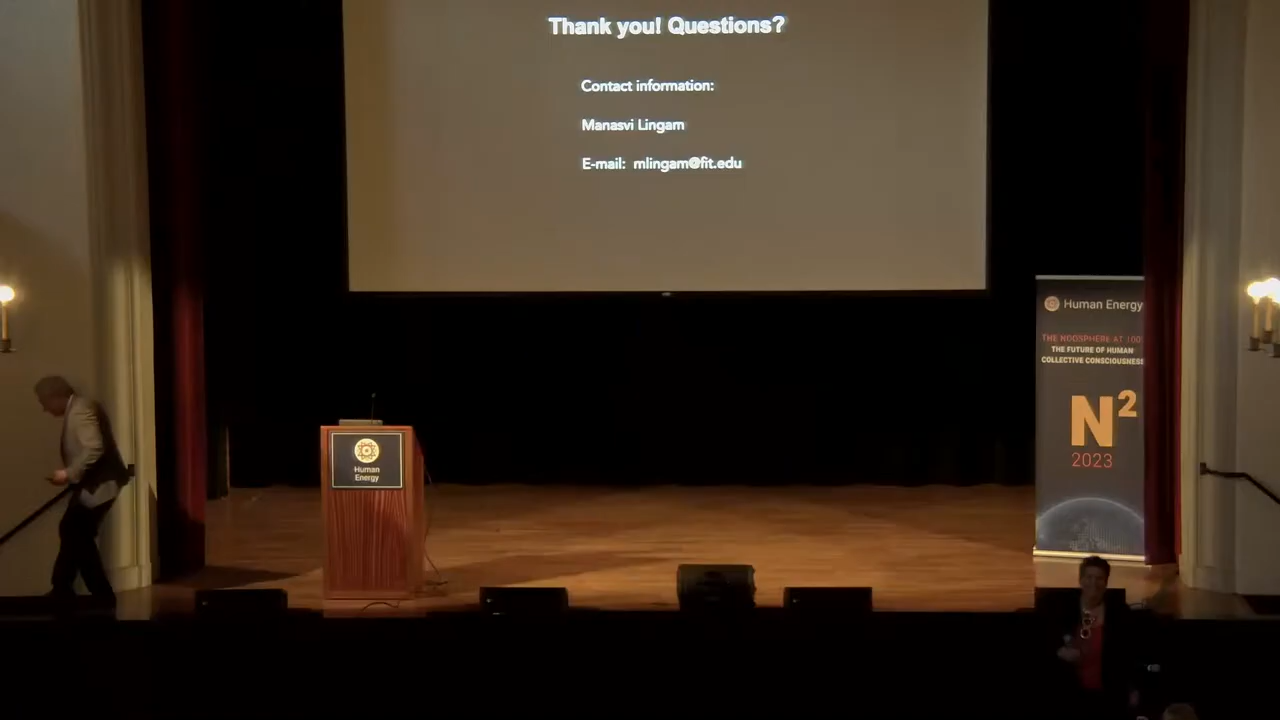 Thank you! Questions?
Contact information:
Manasvi Lingam
E-mail: mlingam@fit.edu
Human Energy
THE NOOSPHERE AT 100
THE FUTURE OF HUMAN
COLLECTIVE CONSCIOUSNESS
N²
2023
Human
Energy